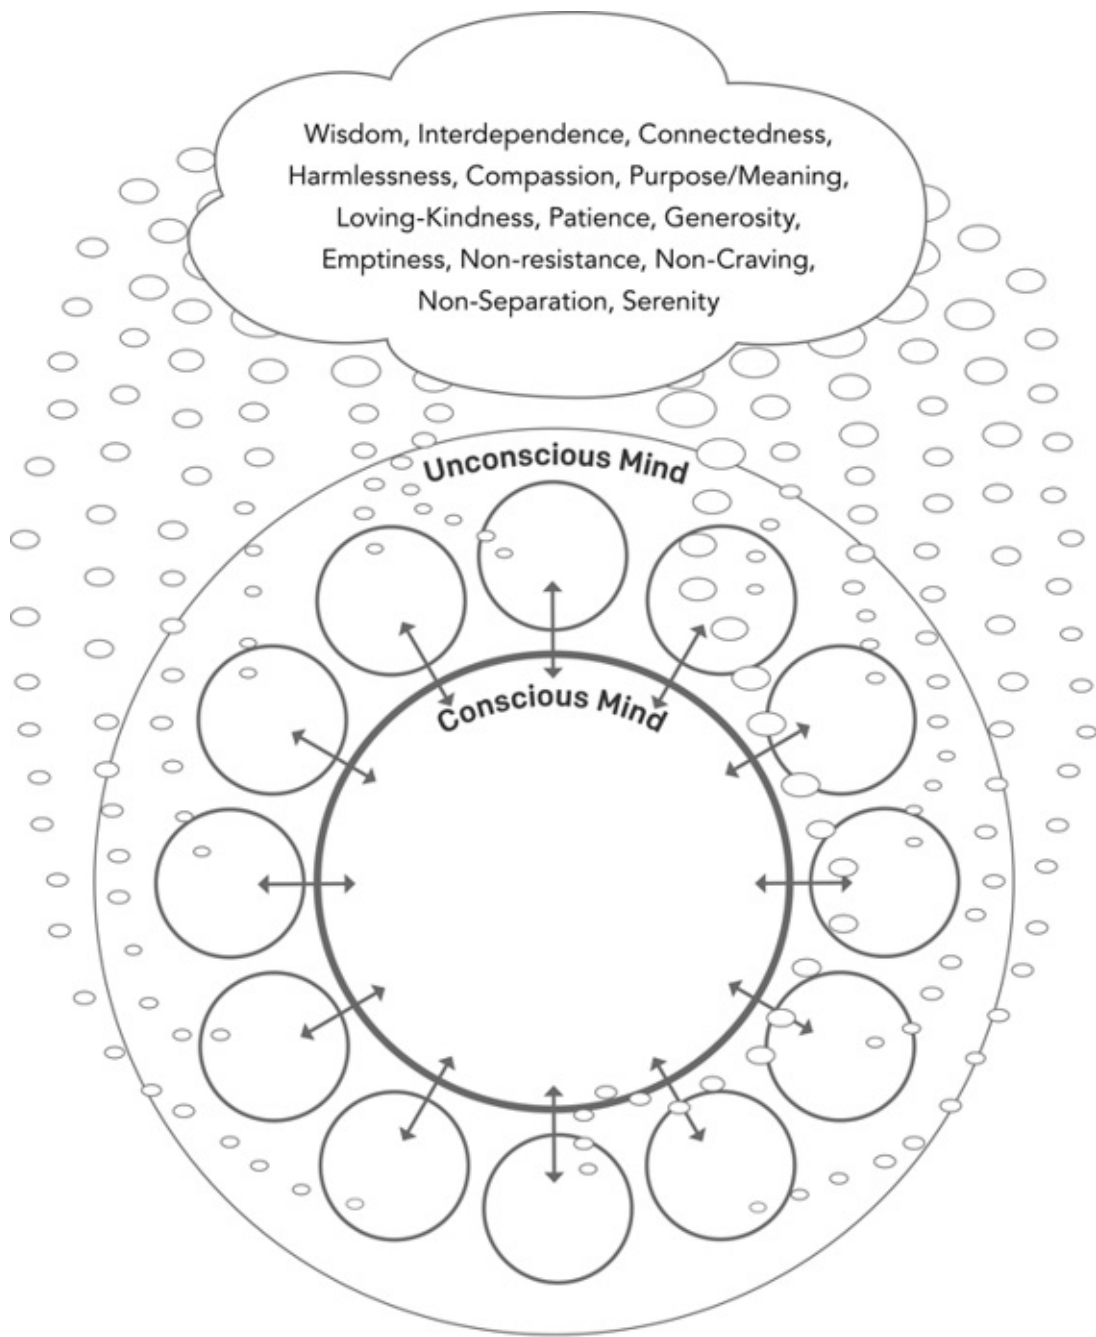 Wisdom, Interdependence, Connectedness,
Harmlessness, Compassion, Purpose/Meaning,
Loving-Kindness, Patience, Generosity,
Emptiness, Non-resistance, Non-Craving,
Non-Separation, Serenity
Unconscious Mind
Conscious Mind